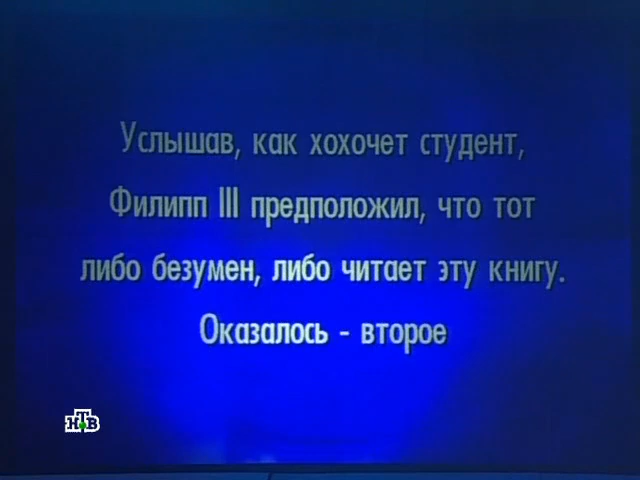 Услышав, как хохочет студент,
Филипп III предположил, что тот
либо безумен, либо читает эту книгу.
Оказалось - второе
НТВ